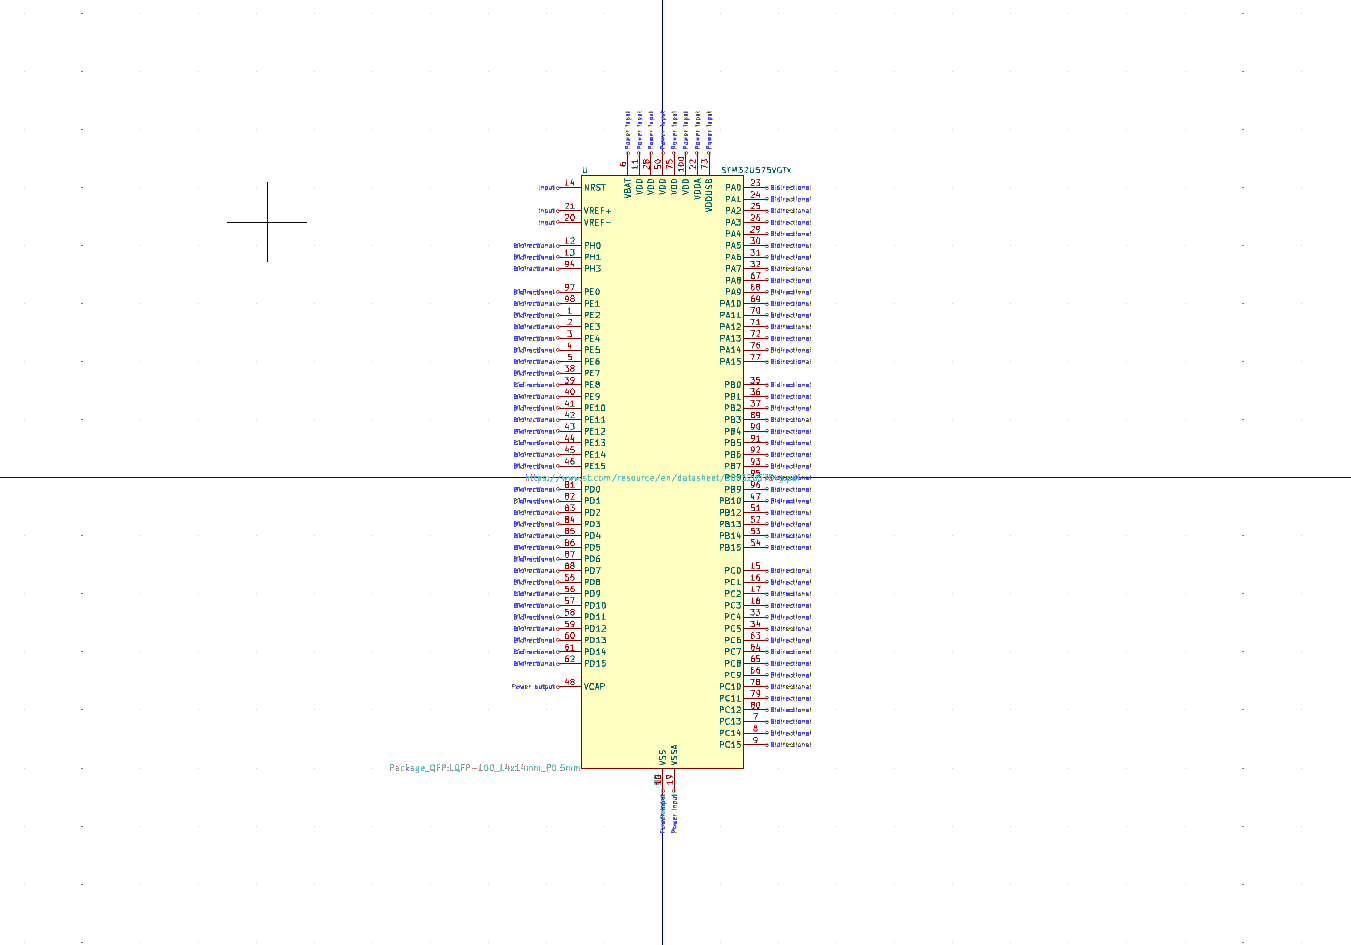 Power Input Power Input Power Input Power Input Power Input Power Input Power Input Power Input
6 11 28 50 75 100 22 73
U STM32U575VGTx
VBAT VDD VDD VDD VDD VDD VDDA VDDUSB
Input 14 NRST PA0 23 Bidirectional
PA1 24 Bidirectional
Input 21 VREF+ PA2 25 Bidirectional
Input 20 VREF- PA3 26 Bidirectional
PA4 29 Bidirectional
Bidirectional 12 PH0 PA5 30 Bidirectional
Bidirectional 13 PH1 PA6 31 Bidirectional
Bidirectional 94 PH3 PA7 32 Bidirectional
PA8 67 Bidirectional
Bidirectional 97 PE0 PA9 68 Bidirectional
Bidirectional 98 PE1 PA10 69 Bidirectional
Bidirectional 1 PE2 PA11 70 Bidirectional
Bidirectional 2 PE3 PA12 71 Bidirectional
Bidirectional 3 PE4 PA13 72 Bidirectional
Bidirectional 4 PE5 PA14 76 Bidirectional
Bidirectional 5 PE6 PA15 77 Bidirectional
Bidirectional 38 PE7
Bidirectional 39 PE8 PB0 35 Bidirectional
Bidirectional 40 PE9 PB1 36 Bidirectional
Bidirectional 41 PE10 PB2 37 Bidirectional
Bidirectional 42 PE11 PB3 89 Bidirectional
Bidirectional 43 PE12 PB4 90 Bidirectional
Bidirectional 44 PE13 PB5 91 Bidirectional
Bidirectional 45 PE14 PB6 92 Bidirectional
Bidirectional 46 PE15 PB7 93 Bidirectional
95
Bidirectional 81 PD0 PB9 96 Bidirectional
Bidirectional 82 PD1 PB10 47 Bidirectional
Bidirectional 83 PD2 PB12 51 Bidirectional
Bidirectional 84 PD3 PB13 52 Bidirectional
Bidirectional 85 PD4 PB14 53 Bidirectional
Bidirectional 86 PD5 PB15 54 Bidirectional
Bidirectional 87 PD6
Bidirectional 88 PD7 PC0 15 Bidirectional
Bidirectional 55 PD8 PC1 16 Bidirectional
Bidirectional 56 PD9 PC2 17 Bidirectional
Bidirectional 57 PD10 PC3 18 Bidirectional
Bidirectional 58 PD11 PC4 33 Bidirectional
Bidirectional 59 PD12 PC5 34 Bidirectional
Bidirectional 60 PD13 PC6 63 Bidirectional
Bidirectional 61 PD14 PC7 64 Bidirectional
Bidirectional 62 PD15 PC8 65 Bidirectional
PC9 66 Bidirectional
Power output 48 VCAP PC10 78 Bidirectional
PC11 79 Bidirectional
PC12 80 Bidirectional
PC13 7 Bidirectional
PC14 8 Bidirectional
PC15 9 Bidirectional
VSS VSSA
Package_QFP:LQFP-100_14x14mm_P0.5mm
19
Power Input